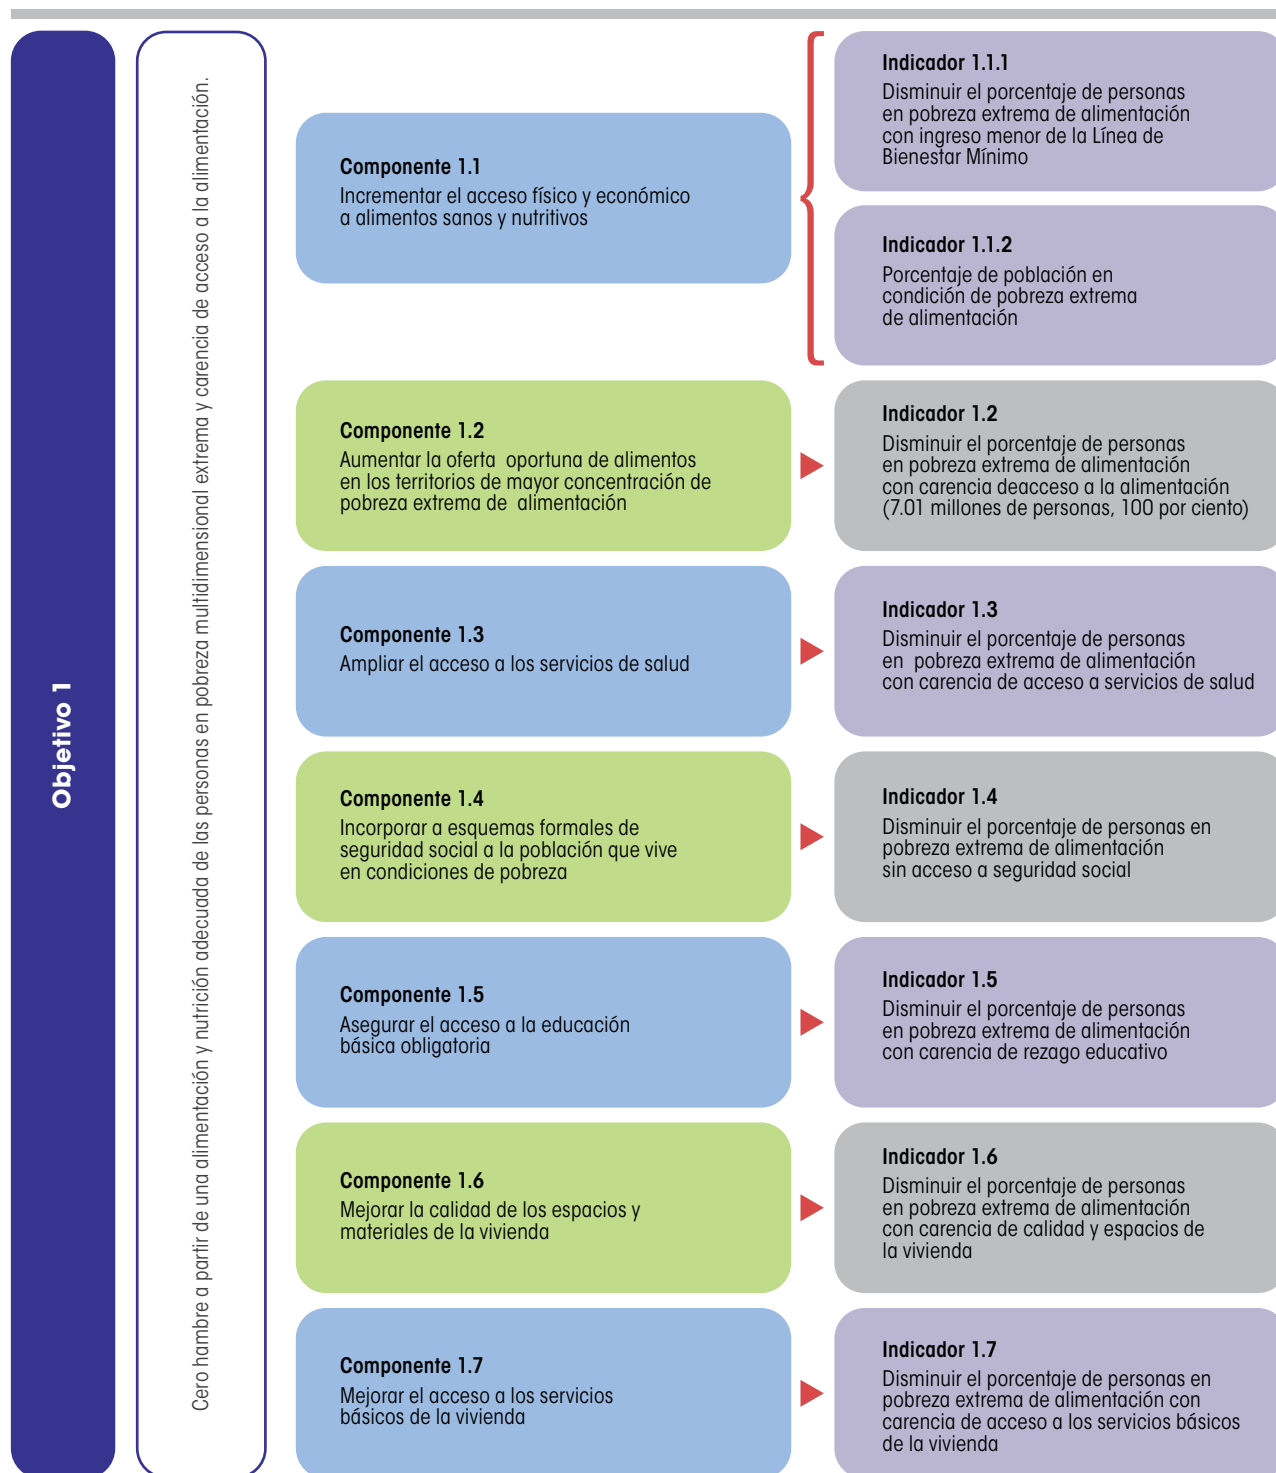 Objetivo 1
Cero hambre a partir de una alimentación y nutrición adecuada de las personas en pobreza multidimensional extrema y carencia de acceso a la alimentación.
Componente 1.1
Incrementar el acceso físico y económico
a alimentos sanos y nutritivos
Indicador 1.1.1
Disminuir el porcentaje de personas
en pobreza extrema de alimentación
con ingreso menor de la Línea de
Bienestar Mínimo
Indicador 1.1.2
Porcentaje de población en
condición de pobreza extrema
de alimentación
Componente 1.2
Aumentar la oferta  oportuna de alimentos
en los territorios de mayor concentración de
pobreza extrema de  alimentación
Indicador 1.2
Disminuir el porcentaje de personas
en pobreza extrema de alimentación
con carencia deacceso a la alimentación
(7.01 millones de personas, 100 por ciento)
Componente 1.3
Ampliar el acceso a los servicios de salud
Indicador 1.3
Disminuir el porcentaje de personas
en  pobreza extrema de alimentación
con carencia de acceso a servicios de salud
Componente 1.4
Incorporar a esquemas formales de
seguridad social a la población que vive
en condiciones de pobreza
Indicador 1.4
Disminuir el porcentaje de personas en
pobreza extrema de alimentación
sin acceso a seguridad social
Componente 1.5
Asegurar el acceso a la educación
básica obligatoria
Indicador 1.5
Disminuir el porcentaje de personas
en pobreza extrema de alimentación
con carencia de rezago educativo
Componente 1.6
Mejorar la calidad de los espacios y
materiales de la vivienda
Indicador 1.6
Disminuir el porcentaje de personas
en pobreza extrema de alimentación
con carencia de calidad y espacios de
la vivienda
Componente 1.7
Mejorar el acceso a los servicios
básicos de la vivienda
Indicador 1.7
Disminuir el porcentaje de personas en
pobreza extrema de alimentación con
carencia de acceso a los servicios básicos
de la vivienda